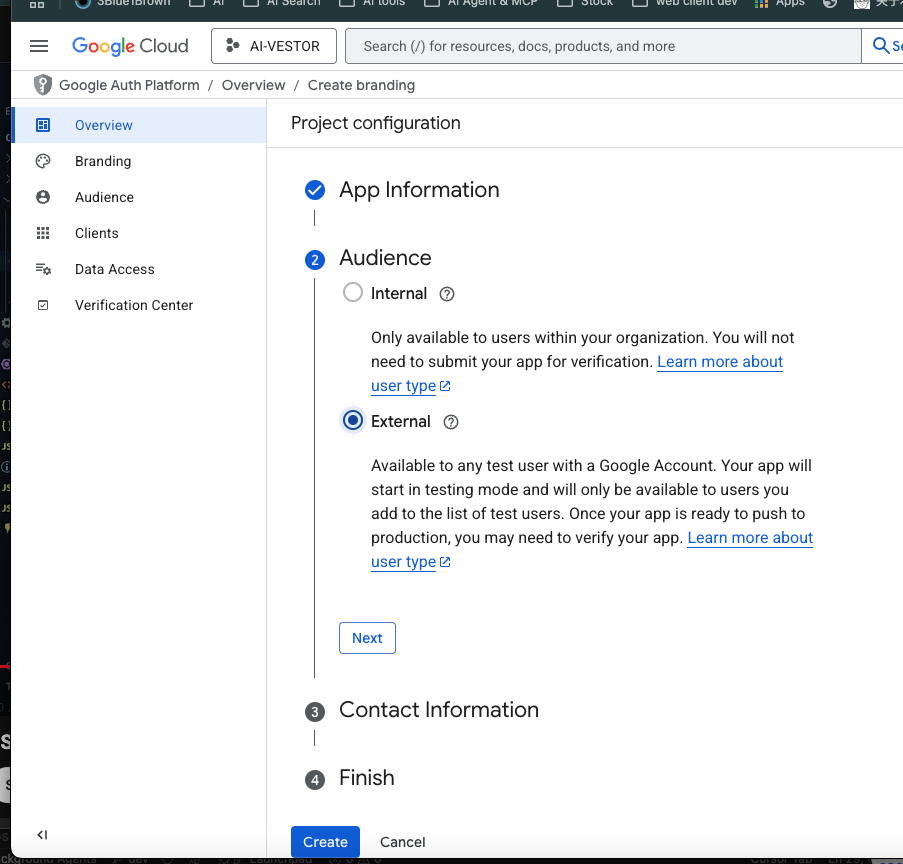 3Blue1Brown AI AI Search AI tools AI Agent & MCP Stock web client dev Apps
Google Cloud AI-VESTOR Search (/) for resources, docs, products, and more
Google Auth Platform / Overview / Create branding
Overview
Branding
Audience
Clients
Data Access
Verification Center
Project configuration
App Information
2 Audience
Internal
Only available to users within your organization. You will not
need to submit your app for verification. Learn more about
user type
External
Available to any test user with a Google Account. Your app will
start in testing mode and will only be available to users you
add to the list of test users. Once your app is ready to push to
production, you may need to verify your app. Learn more about
user type
Next
3 Contact Information
4 Finish
Create Cancel